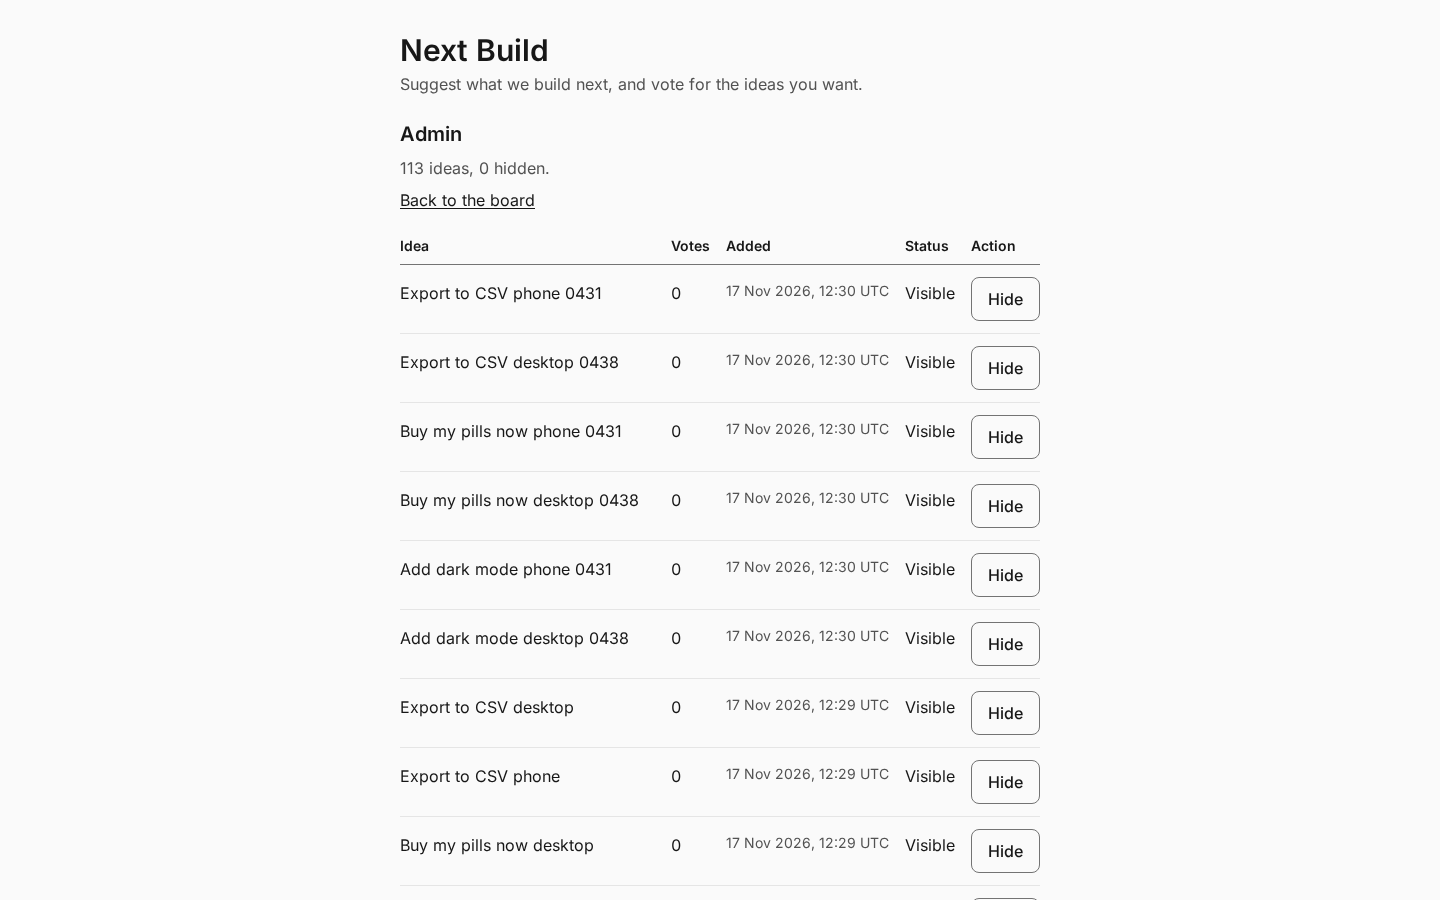 Next Build
Suggest what we build next, and vote for the ideas you want.
Admin
113 ideas, 0 hidden.
Back to the board
Idea Votes Added Status Action
Export to CSV phone 0431 0 17 Nov 2026, 12:30 UTC Visible Hide
Export to CSV desktop 0438 0 17 Nov 2026, 12:30 UTC Visible Hide
Buy my pills now phone 0431 0 17 Nov 2026, 12:30 UTC Visible Hide
Buy my pills now desktop 0438 0 17 Nov 2026, 12:30 UTC Visible Hide
Add dark mode phone 0431 0 17 Nov 2026, 12:30 UTC Visible Hide
Add dark mode desktop 0438 0 17 Nov 2026, 12:30 UTC Visible Hide
Export to CSV desktop 0 17 Nov 2026, 12:29 UTC Visible Hide
Export to CSV phone 0 17 Nov 2026, 12:29 UTC Visible Hide
Buy my pills now desktop 0 17 Nov 2026, 12:29 UTC Visible Hide